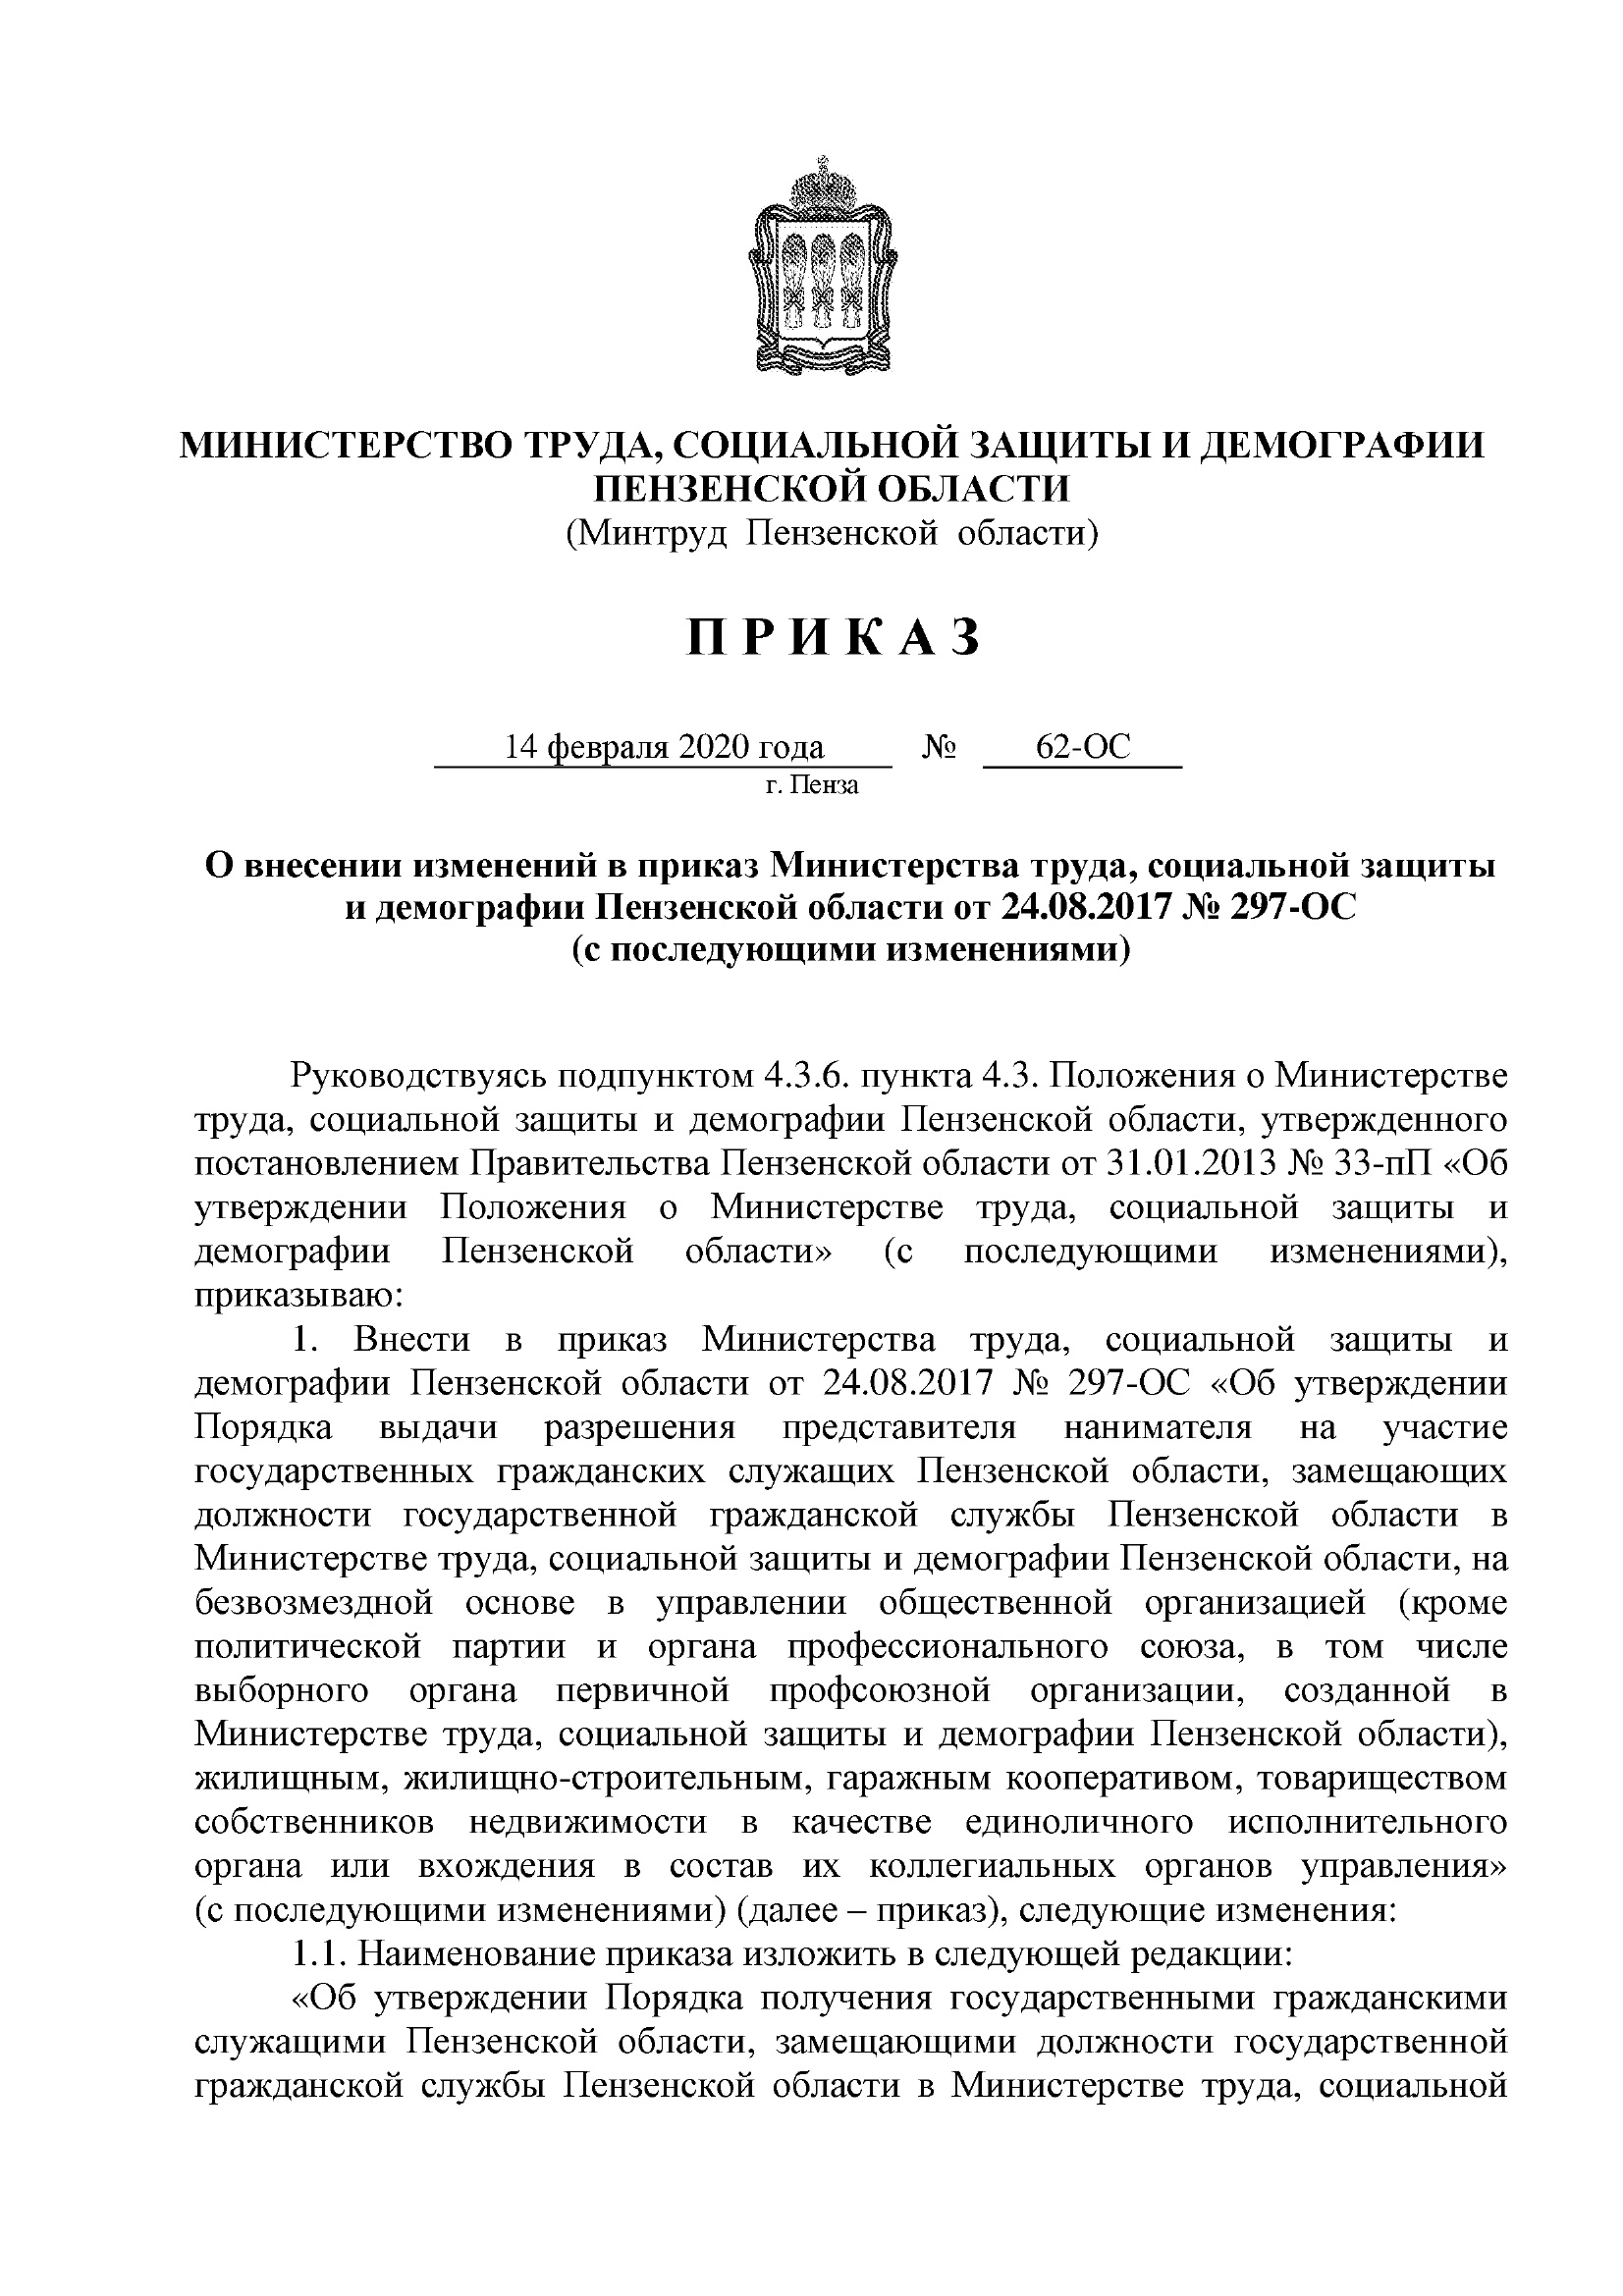 МИНИСТЕРСТВО ТРУДА, СОЦИАЛЬНОЙ ЗАЩИТЫ И ДЕМОГРАФИИ
ПЕНЗЕНСКОЙ ОБЛАСТИ
(Минтруд Пензенской области)
П Р И К А З
14 февраля 2020 года № 62-ОС
г. Пенза
О внесении изменений в приказ Министерства труда, социальной защиты
и демографии Пензенской области от 24.08.2017 № 297-ОС
(с последующими изменениями)
Руководствуясь подпунктом 4.3.6. пункта 4.3. Положения о Министерстве
труда, социальной защиты и демографии Пензенской области, утвержденного
постановлением Правительства Пензенской области от 31.01.2013 № 33-пП «Об
утверждении Положения о Министерстве труда, социальной защиты и
демографии Пензенской области» (с последующими изменениями),
приказываю:
1. Внести в приказ Министерства труда, социальной защиты и
демографии Пензенской области от 24.08.2017 № 297-ОС «Об утверждении
Порядка выдачи разрешения представителя нанимателя на участие
государственных гражданских служащих Пензенской области, замещающих
должности государственной гражданской службы Пензенской области в
Министерстве труда, социальной защиты и демографии Пензенской области, на
безвозмездной основе в управлении общественной организацией (кроме
политической партии и органа профессионального союза, в том числе
выборного органа первичной профсоюзной организации, созданной в
Министерстве труда, социальной защиты и демографии Пензенской области),
жилищным, жилищно-строительным, гаражным кооперативом, товариществом
собственников недвижимости в качестве единоличного исполнительного
органа или вхождения в состав их коллегиальных органов управления»
(с последующими изменениями) (далее – приказ), следующие изменения:
1.1. Наименование приказа изложить в следующей редакции:
«Об утверждении Порядка получения государственными гражданскими
служащими Пензенской области, замещающими должности государственной
гражданской службы Пензенской области в Министерстве труда, социальной